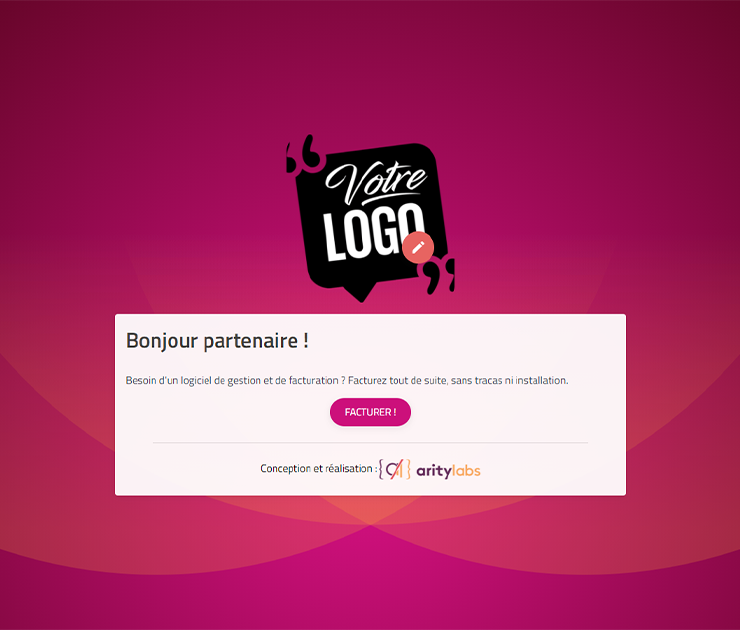 Votre
LOGO
Bonjour partenaire !
Besoin d'un logiciel de gestion et de facturation ? Facturez tout de suite, sans tracas ni installation.
FACTURER !
Conception et réalisation : aritylabs